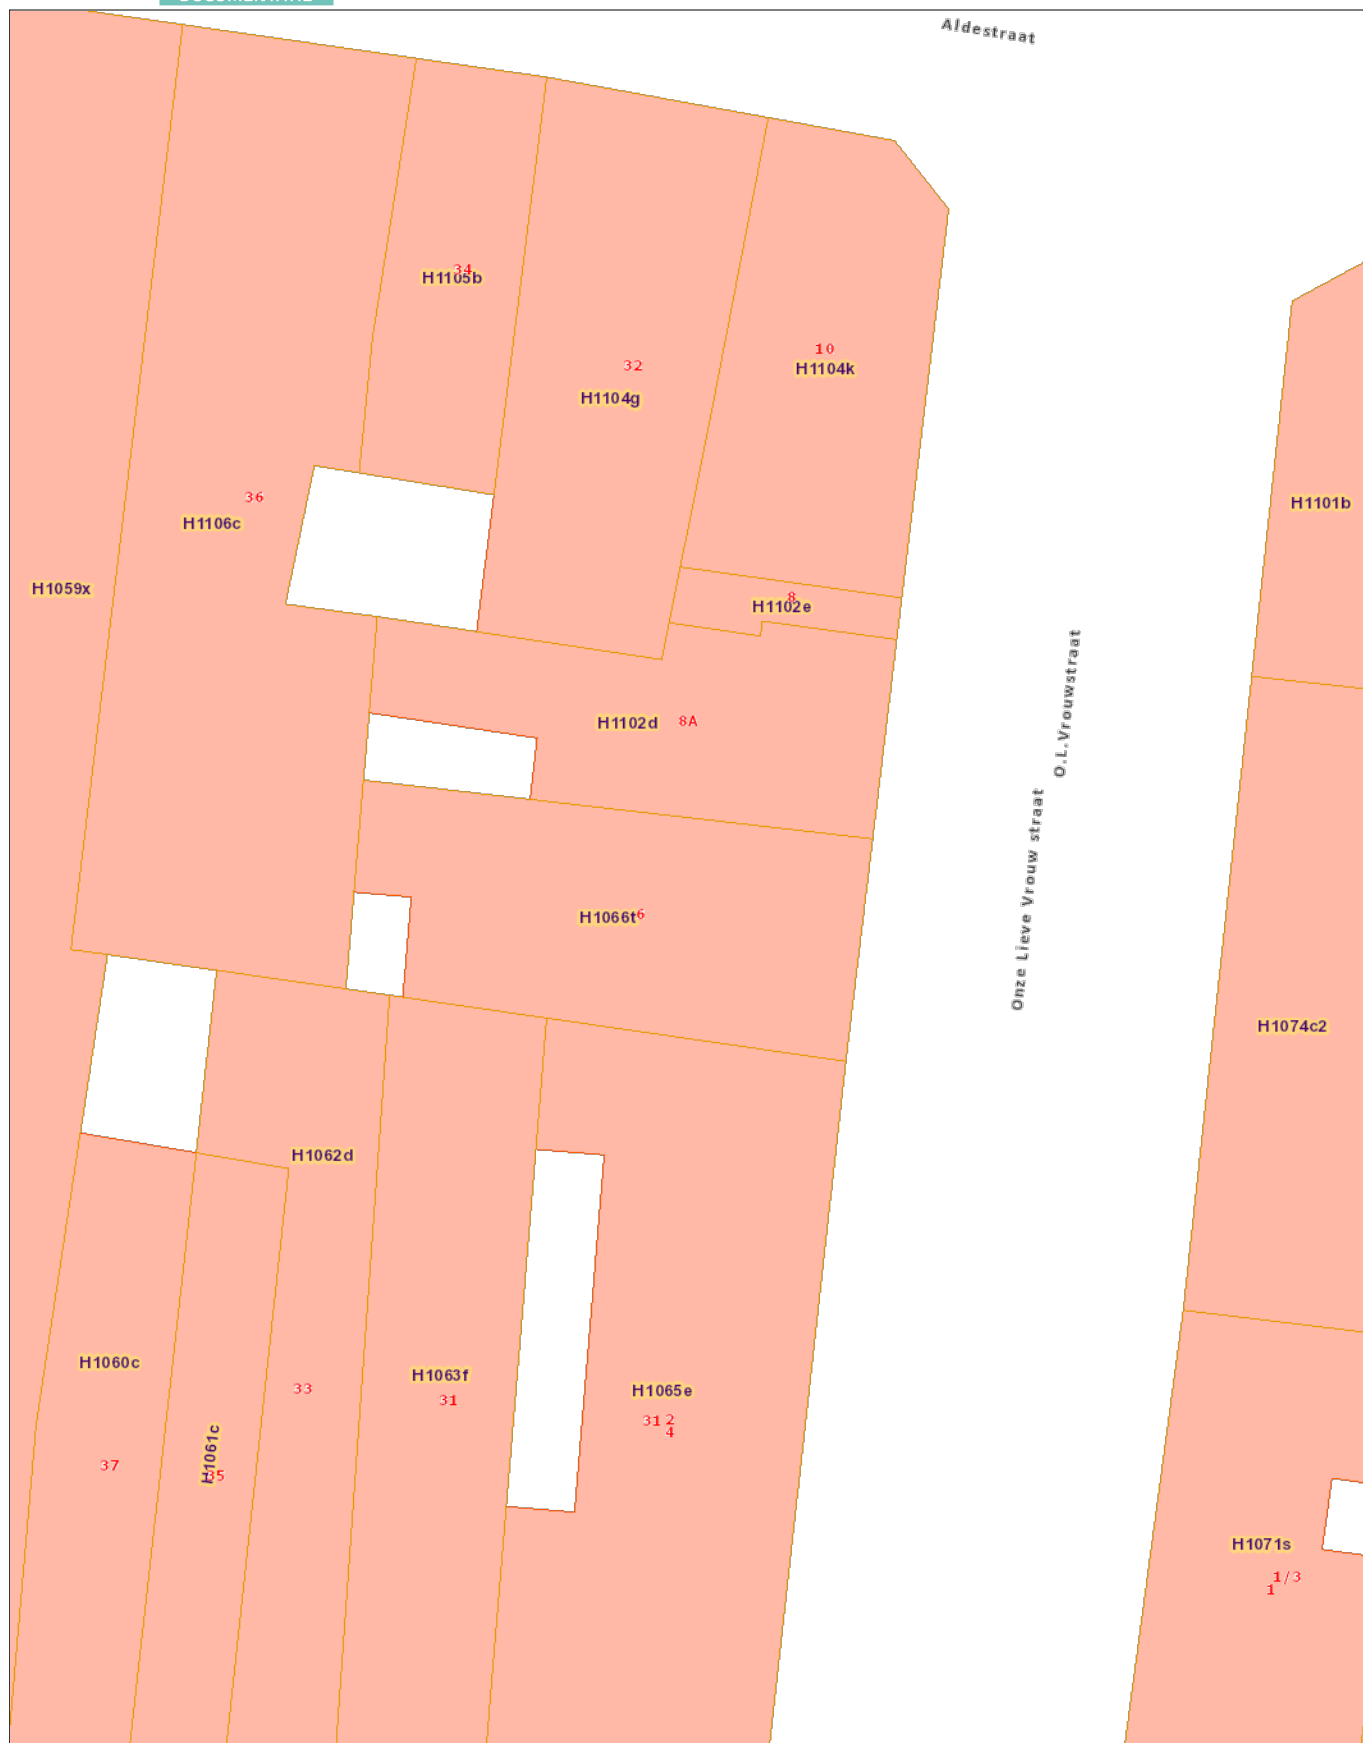 Aldestraat
34
H1105b
10
32
H1104k
H1104g
36
H1101b
H1106c
H1059x
8
H1102e
O.L.Vrouwstraat
H1102d 8A
Onze Lieve Vrouw straat
H1066t 6
H1074c2
H1062d
H1060c
H1063f
33
31
H1065e
31 2
4
H1061c
37
35
H1071s
1/3
1